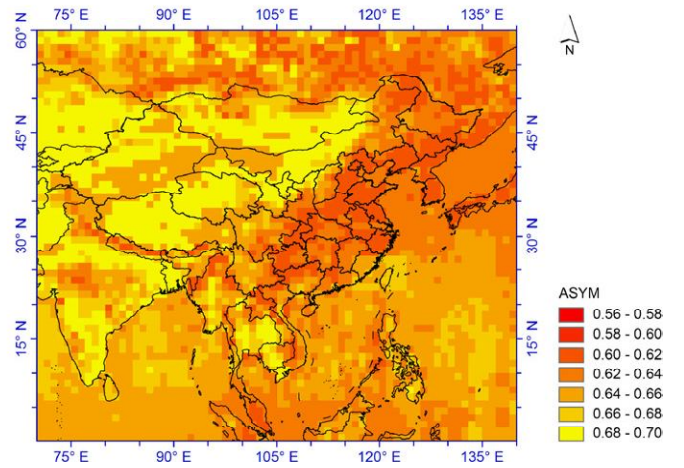 75° E 90° E 105° E 120° E 135° E
60° N
45° N
30° N
15° N
60° N
45° N
30° N
15° N
75° E 90° E 105° E 120° E 135° E
N
ASYM
0.56 - 0.58
0.58 - 0.60
0.60 - 0.62
0.62 - 0.64
0.64 - 0.66
0.66 - 0.68
0.68 - 0.70